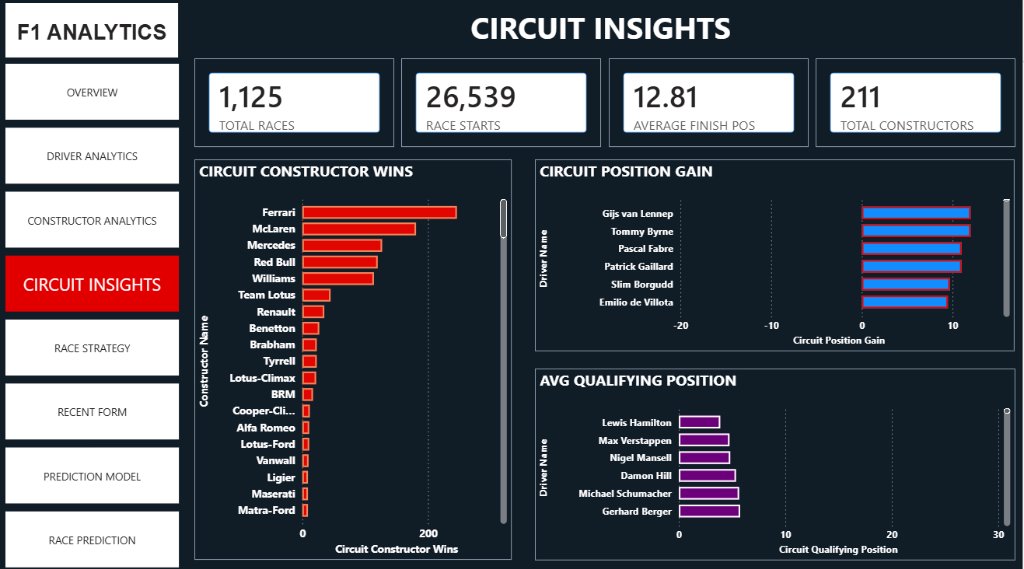 F1 ANALYTICS
OVERVIEW
DRIVER ANALYTICS
CONSTRUCTOR ANALYTICS
CIRCUIT INSIGHTS
RACE STRATEGY
RECENT FORM
PREDICTION MODEL
RACE PREDICTION
CIRCUIT INSIGHTS
1,125
TOTAL RACES
26,539
RACE STARTS
12.81
AVERAGE FINISH POS
211
TOTAL CONSTRUCTORS
CIRCUIT CONSTRUCTOR WINS
Constructor Name
Ferrari
McLaren
Mercedes
Red Bull
Williams
Team Lotus
Renault
Benetton
Brabham
Tyrrell
Lotus-Climax
BRM
Cooper-Cli...
Alfa Romeo
Lotus-Ford
Vanwall
Ligier
Maserati
Matra-Ford
0 200
Circuit Constructor Wins
CIRCUIT POSITION GAIN
Driver Name
Gijs van Lennep
Tommy Byrne
Pascal Fabre
Patrick Gaillard
Slim Borgudd
Emilio de Villota
-20 -10 0 10
Circuit Position Gain
AVG QUALIFYING POSITION
Driver Name
Lewis Hamilton
Max Verstappen
Nigel Mansell
Damon Hill
Michael Schumacher
Gerhard Berger
0 10 20 30
Circuit Qualifying Position